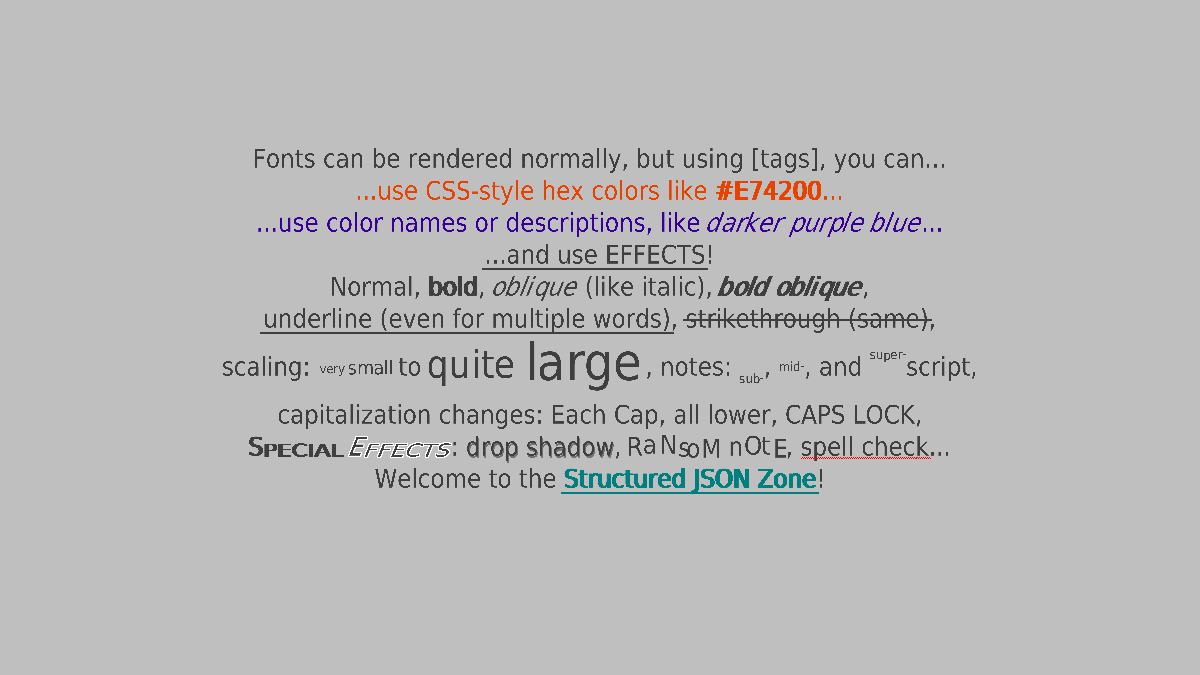 Fonts can be rendered normally, but using [tags], you can...
...use CSS-style hex colors like #E74200...
...use color names or descriptions, like darker purple blue...
...and use EFFECTS!
Normal, bold, oblique (like italic), bold oblique,
underline (even for multiple words), strikethrough (same),
scaling: very small to quite large, notes: sub-, mid-, and super-script,
capitalization changes: Each Cap, all lower, CAPS LOCK,
SPECIAL EFFECTS: drop shadow, RaNsoM nOtE, spell check...
Welcome to the Structured JSON Zone!